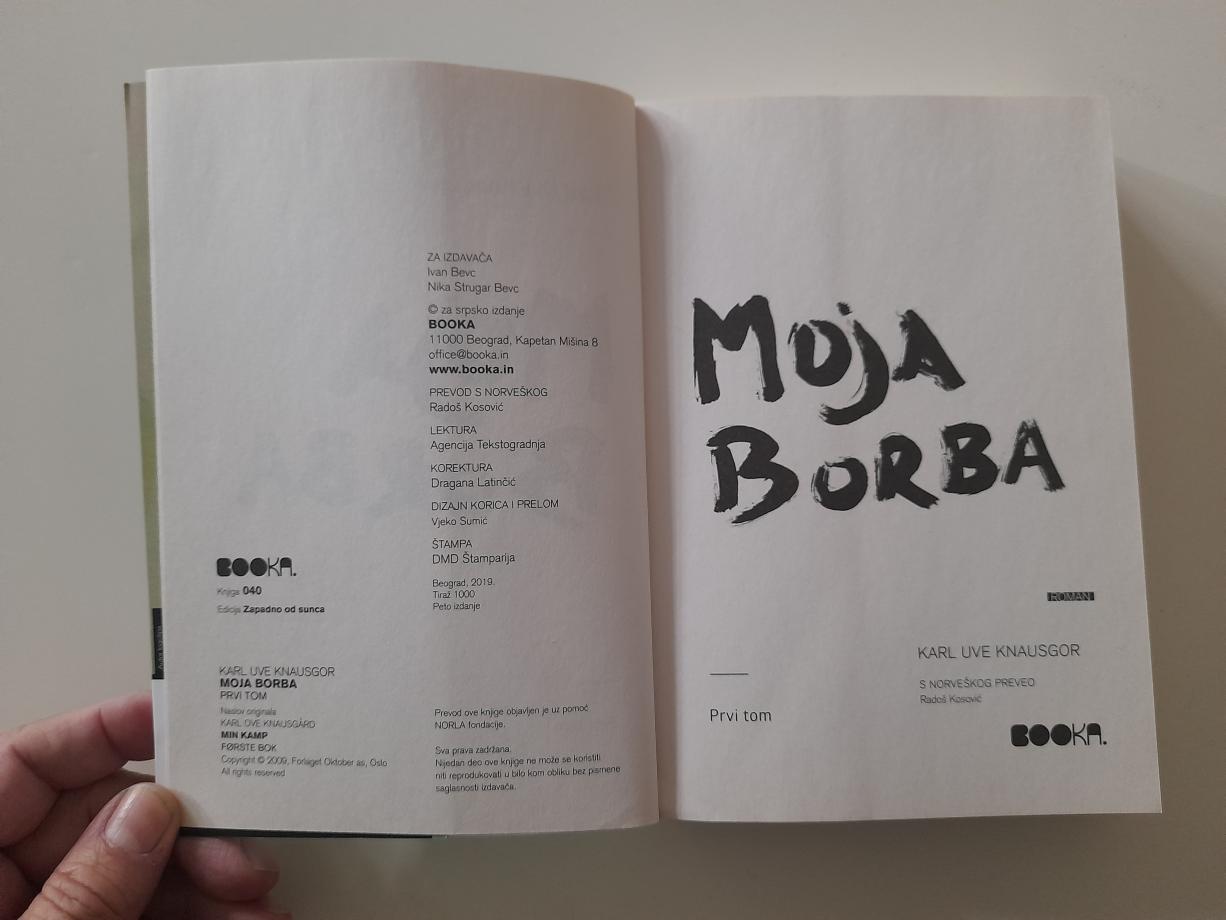 ZA IZDAVAČA
Ivan Bevc
Nika Strugar Bevc
© za srpsko izdanje
BOOKA
11000 Beograd, Kapetan Mišina 8
office@booka.in
www.booka.in
PREVOD S NORVEŠKOG
Radoš Kosović
LEKTURA
Agencija Tekstogradnja
KOREKTURA
Dragana Latinčić
DIZAJN KORICA I PRELOM
Vjeko Sumić
ŠTAMPA
DMD Štamparija
Beograd, 2019.
Tiraž 1000
Peto izdanje
BOOKA.
Knjiga 040
Edicija Zapadno od sunca
KARL UVE KNAUSGOR
MOJA BORBA
PRVI TOM
Naslov originala
KARL OVE KNAUSGÅRD
MIN KAMP
FØRSTE BOK
Copyright © 2009, Forlaget Oktober as, Oslo
All rights reserved
Prevod ove knjige objavljen je uz pomoć
NORLA fondacije.
Sva prava zadržana.
Nijedan deo ove knjige ne može se koristiti
niti reprodukovati u bilo kom obliku bez pismene
saglasnosti izdavača.
MOJA
BORBA
ROMAN
KARL UVE KNAUSGOR
S NORVEŠKOG PREVEO
Radoš Kosović
Prvi tom
BOOKA.